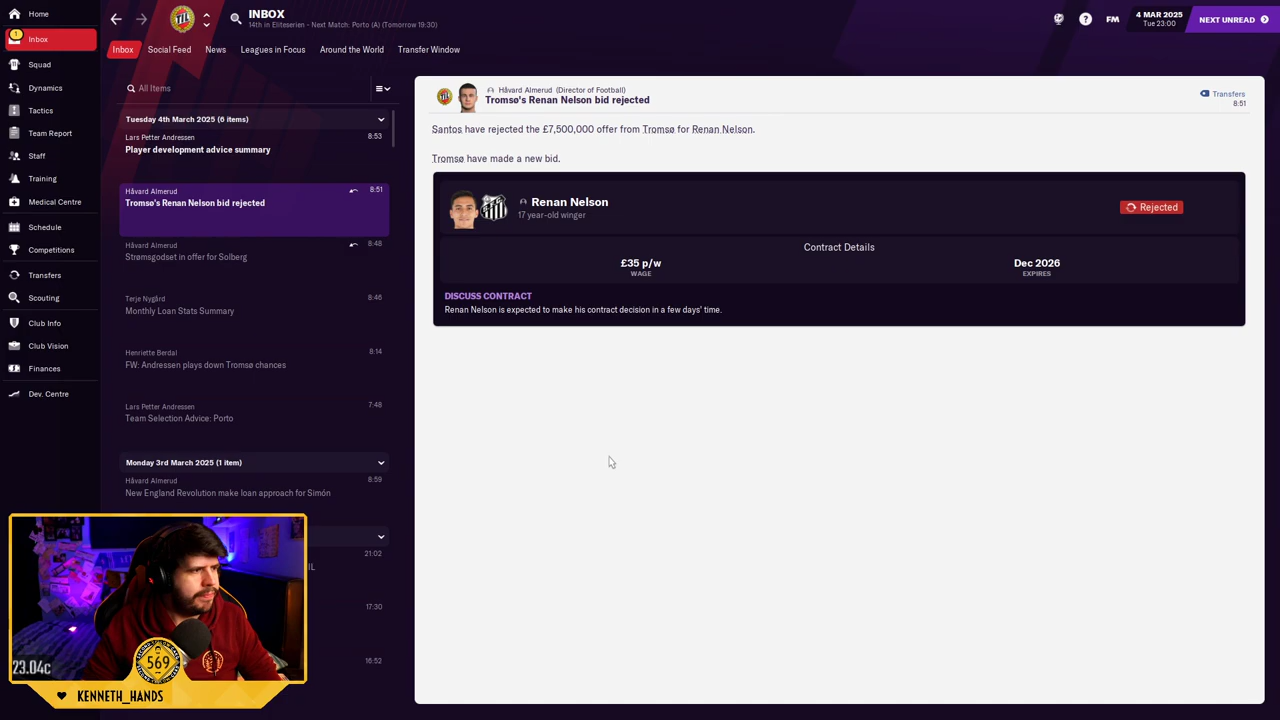 Home
1
Inbox
Squad
Dynamics
Tactics
Team Report
Staff
Training
Medical Centre
Schedule
Competitions
Transfers
Scouting
Club Info
Club Vision
Finances
Dev. Centre
TIL
INBOX
14th in Eliteserien - Next Match: Porto (A) (Tomorrow 19:30)
FM
4 MAR 2025
Tue 23:00
NEXT UNREAD
Inbox
Social Feed
News
Leagues in Focus
Around the World
Transfer Window
All Items
Tuesday 4th March 2025 (6 items)
Lars Petter Andressen
8:53
Player development advice summary
Håvard Almerud
8:51
Tromsø's Renan Nelson bid rejected
Håvard Almerud
8:48
Strømsgodset in offer for Solberg
Terje Nygård
8:46
Monthly Loan Stats Summary
Henriette Berdal
8:14
FW: Andressen plays down Tromsø chances
Lars Petter Andressen
7:48
Team Selection Advice: Porto
Monday 3rd March 2025 (1 item)
Håvard Almerud
8:59
New England Revolution make loan approach for Simón
21:02
IL
17:30
16:52
TIL
Håvard Almerud (Director of Football)
Tromsø's Renan Nelson bid rejected
Transfers
8:51
Santos have rejected the £7,500,000 offer from Tromsø for Renan Nelson.
Tromsø have made a new bid.
Renan Nelson
17 year-old winger
Rejected
Contract Details
£35 p/w
WAGE
Dec 2026
EXPIRES
DISCUSS CONTRACT
Renan Nelson is expected to make his contract decision in a few days' time.
23.04c
569
KENNETH_HANDS